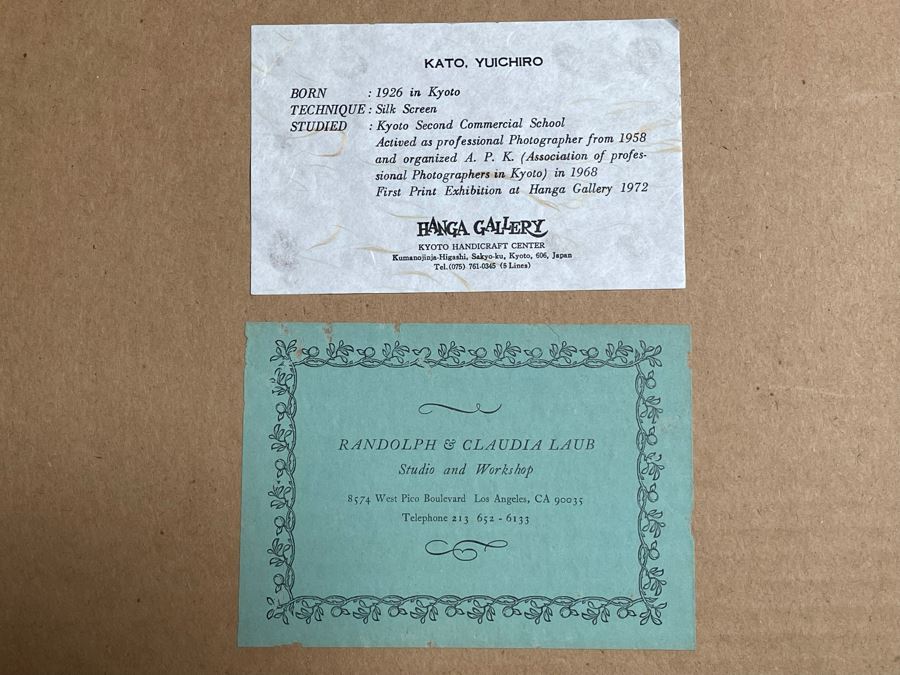 KATO, YUICHIRO
BORN : 1926 in Kyoto
TECHNIQUE : Silk Screen
STUDIED : Kyoto Second Commercial School
Actived as professional Photographer from 1958
and organized A. P. K. (Association of profes-
sional Photographers in Kyoto) in 1968
First Print Exhibition at Hanga Gallery 1972
HANGA GALLERY
KYOTO HANDICRAFT CENTER
Kumanojinja-Higashi, Sakyo-ku, Kyoto, 606, Japan
Tel. (075) 761-0345 (5 Lines)
RANDOLPH & CLAUDIA LAUB
Studio and Workshop
8574 West Pico Boulevard Los Angeles, CA 90035
Telephone 213 652-6133